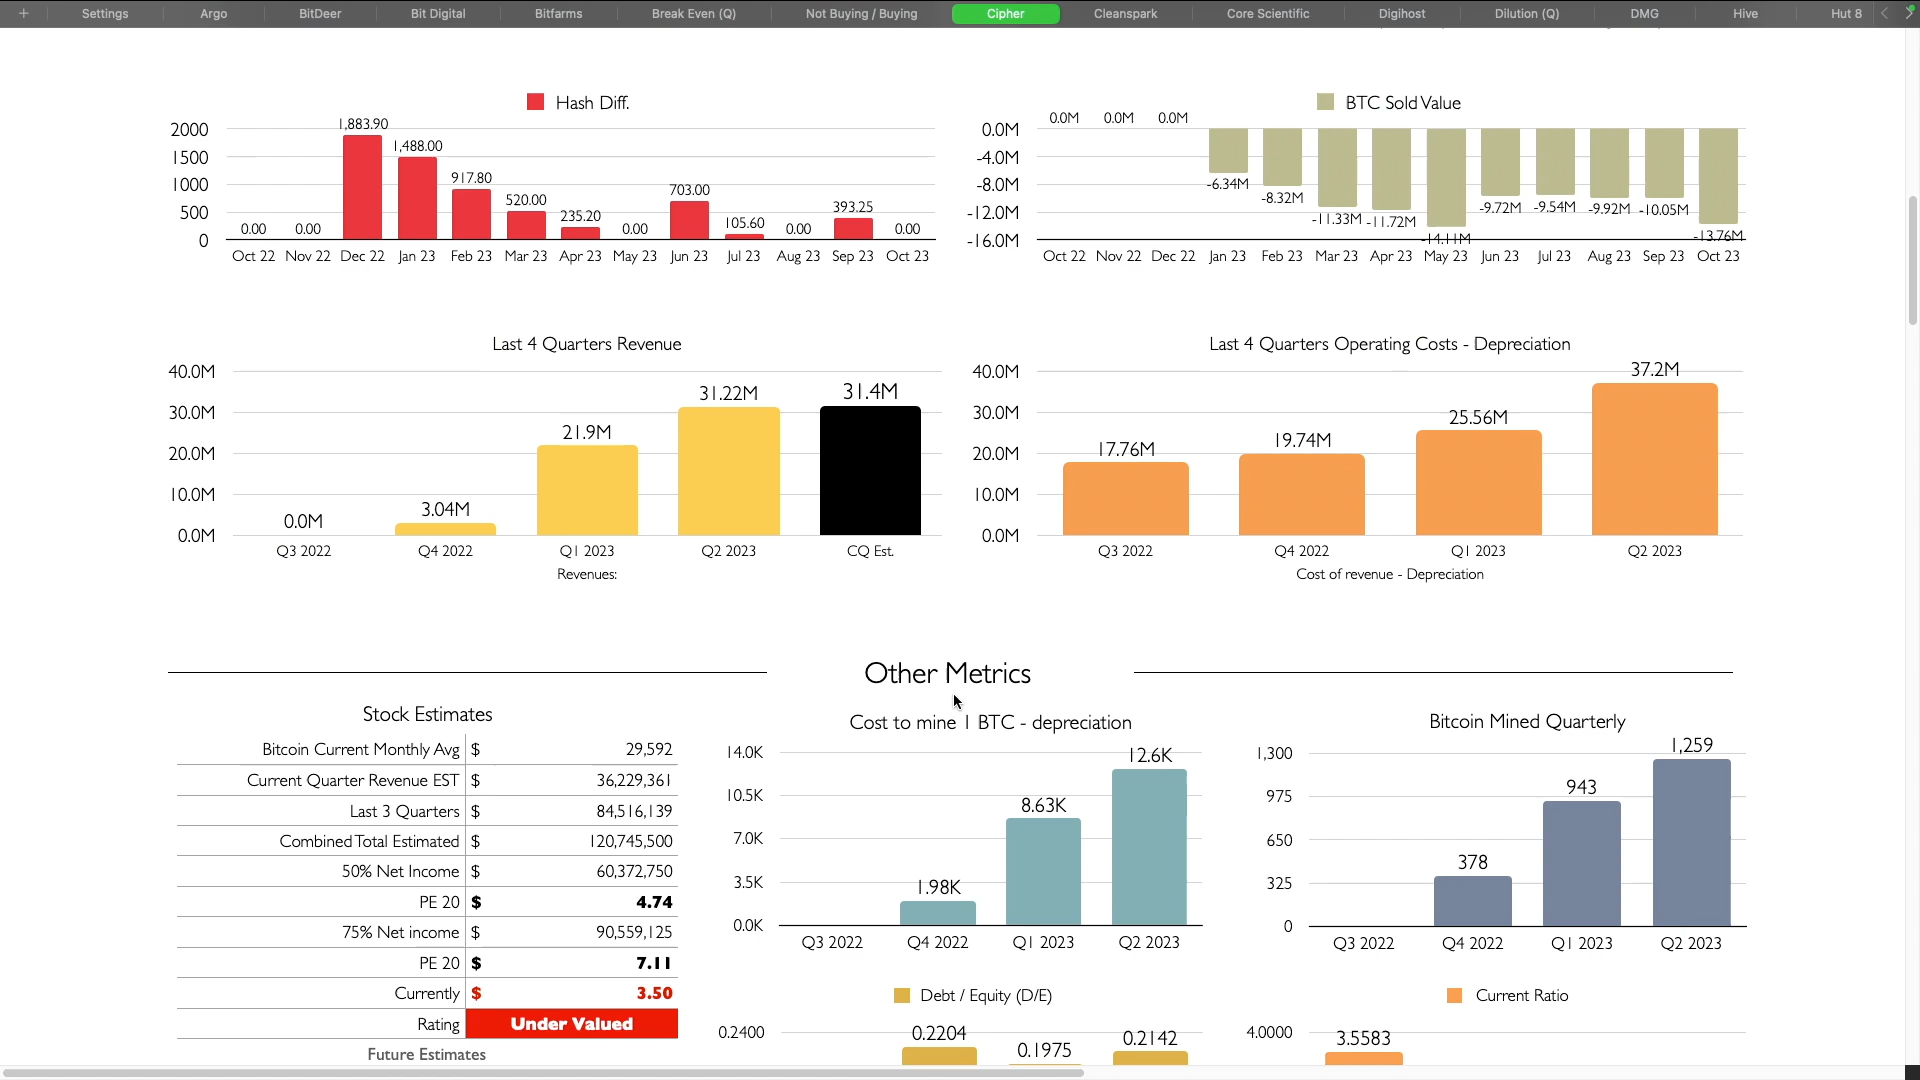 + Settings Argo BitDeer Bit Digital Bitfarms Break Even (Q) Not Buying / Buying Cipher Cleanspark Core Scientific Digihost Dilution (Q) DMG Hive Hut 8
Hash Diff.
2000
1500
1000
500
0
0.00 0.00 1,883.90 1,488.00 917.80 520.00 235.20 0.00 703.00 105.60 0.00 393.25 0.00
Oct 22 Nov 22 Dec 22 Jan 23 Feb 23 Mar 23 Apr 23 May 23 Jun 23 Jul 23 Aug 23 Sep 23 Oct 23
BTC Sold Value
0.0M
-4.0M
-8.0M
-12.0M
-16.0M
0.0M 0.0M 0.0M -6.34M -8.32M -11.33M -11.72M -14.11M -9.72M -9.54M -9.92M -10.05M -13.76M
Oct 22 Nov 22 Dec 22 Jan 23 Feb 23 Mar 23 Apr 23 May 23 Jun 23 Jul 23 Aug 23 Sep 23 Oct 23
Last 4 Quarters Revenue
40.0M
30.0M
20.0M
10.0M
0.0M
0.0M 3.04M 21.9M 31.22M 31.4M
Q3 2022 Q4 2022 Q1 2023 Q2 2023 CQ Est.
Revenues:
Last 4 Quarters Operating Costs - Depreciation
40.0M
30.0M
20.0M
10.0M
0.0M
17.76M 19.74M 25.56M 37.2M
Q3 2022 Q4 2022 Q1 2023 Q2 2023
Cost of revenue - Depreciation
Other Metrics
Stock Estimates
Bitcoin Current Monthly Avg $ 29,592
Current Quarter Revenue EST $ 36,229,361
Last 3 Quarters $ 84,516,139
Combined Total Estimated $ 120,745,500
50% Net Income $ 60,372,750
PE 20 $ 4.74
75% Net income $ 90,559,125
PE 20 $ 7.11
Currently $ 3.50
Rating Under Valued
Future Estimates
Cost to mine 1 BTC - depreciation
14.0K
10.5K
7.0K
3.5K
0.0K
1.98K 8.63K 12.6K
Q3 2022 Q4 2022 Q1 2023 Q2 2023
Bitcoin Mined Quarterly
1,300
975
650
325
0
378 943 1,259
Q3 2022 Q4 2022 Q1 2023 Q2 2023
Debt / Equity (D/E)
0.2400
0.2204 0.1975 0.2142
Current Ratio
4.0000
3.5583